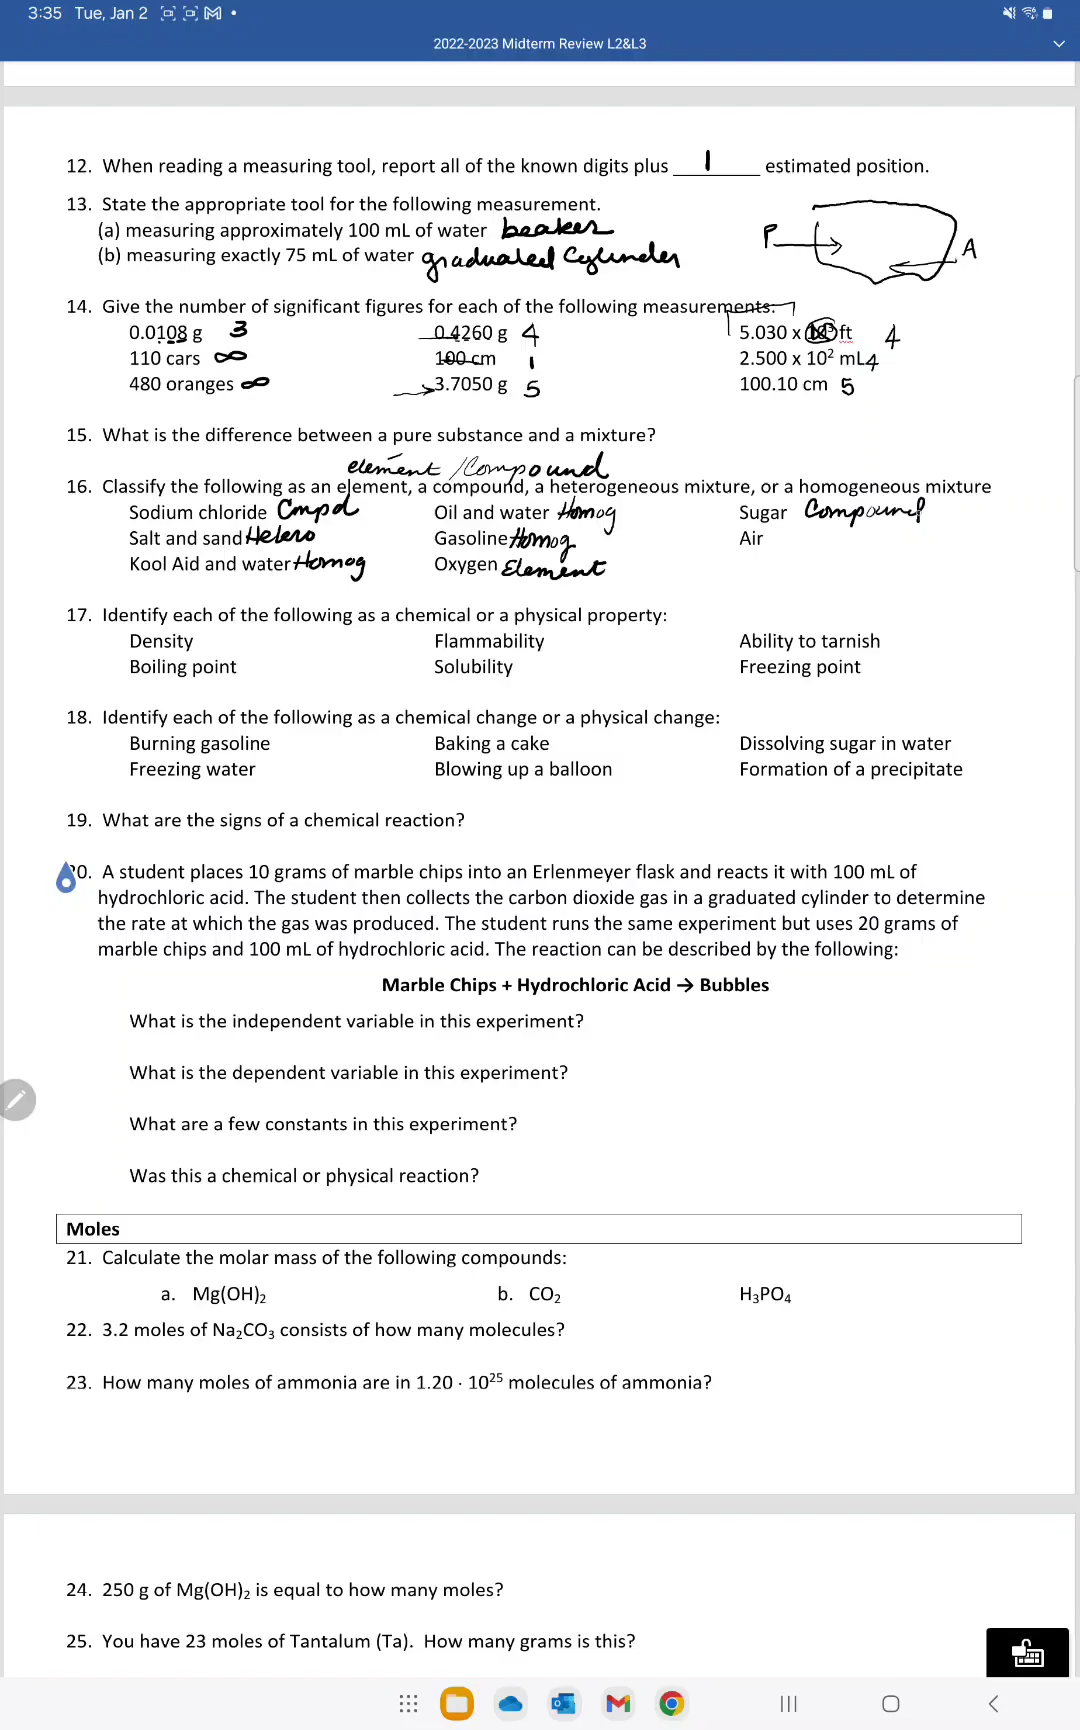 3:35 Tue, Jan 2
2022-2023 Midterm Review L2&L3
12. When reading a measuring tool, report all of the known digits plus 1 estimated position.
13. State the appropriate tool for the following measurement.
(a) measuring approximately 100 mL of water beaker
(b) measuring exactly 75 mL of water graduated Cylinder
P A
14. Give the number of significant figures for each of the following measurements:
0.0108 g 3 0.4260 g 4 5.030 x 10³ ft 4
110 cars ∞ 100 cm 1 2.500 x 10² mL 4
480 oranges ∞ 3.7050 g 5 100.10 cm 5
15. What is the difference between a pure substance and a mixture?
element / Compound
16. Classify the following as an element, a compound, a heterogeneous mixture, or a homogeneous mixture
Sodium chloride Cmpd Oil and water Homog Sugar Compound
Salt and sand Hetero Gasoline Homog Air
Kool Aid and water Homog Oxygen Element
17. Identify each of the following as a chemical or a physical property:
Density Flammability Ability to tarnish
Boiling point Solubility Freezing point
18. Identify each of the following as a chemical change or a physical change:
Burning gasoline Baking a cake Dissolving sugar in water
Freezing water Blowing up a balloon Formation of a precipitate
19. What are the signs of a chemical reaction?
20. A student places 10 grams of marble chips into an Erlenmeyer flask and reacts it with 100 mL of
hydrochloric acid. The student then collects the carbon dioxide gas in a graduated cylinder to determine
the rate at which the gas was produced. The student runs the same experiment but uses 20 grams of
marble chips and 100 mL of hydrochloric acid. The reaction can be described by the following:
Marble Chips + Hydrochloric Acid → Bubbles
What is the independent variable in this experiment?
What is the dependent variable in this experiment?
What are a few constants in this experiment?
Was this a chemical or physical reaction?
Moles
21. Calculate the molar mass of the following compounds:
a. Mg(OH)₂ b. CO₂ H₃PO₄
22. 3.2 moles of Na₂CO₃ consists of how many molecules?
23. How many moles of ammonia are in 1.20 · 10²⁵ molecules of ammonia?
24. 250 g of Mg(OH)₂ is equal to how many moles?
25. You have 23 moles of Tantalum (Ta). How many grams is this?